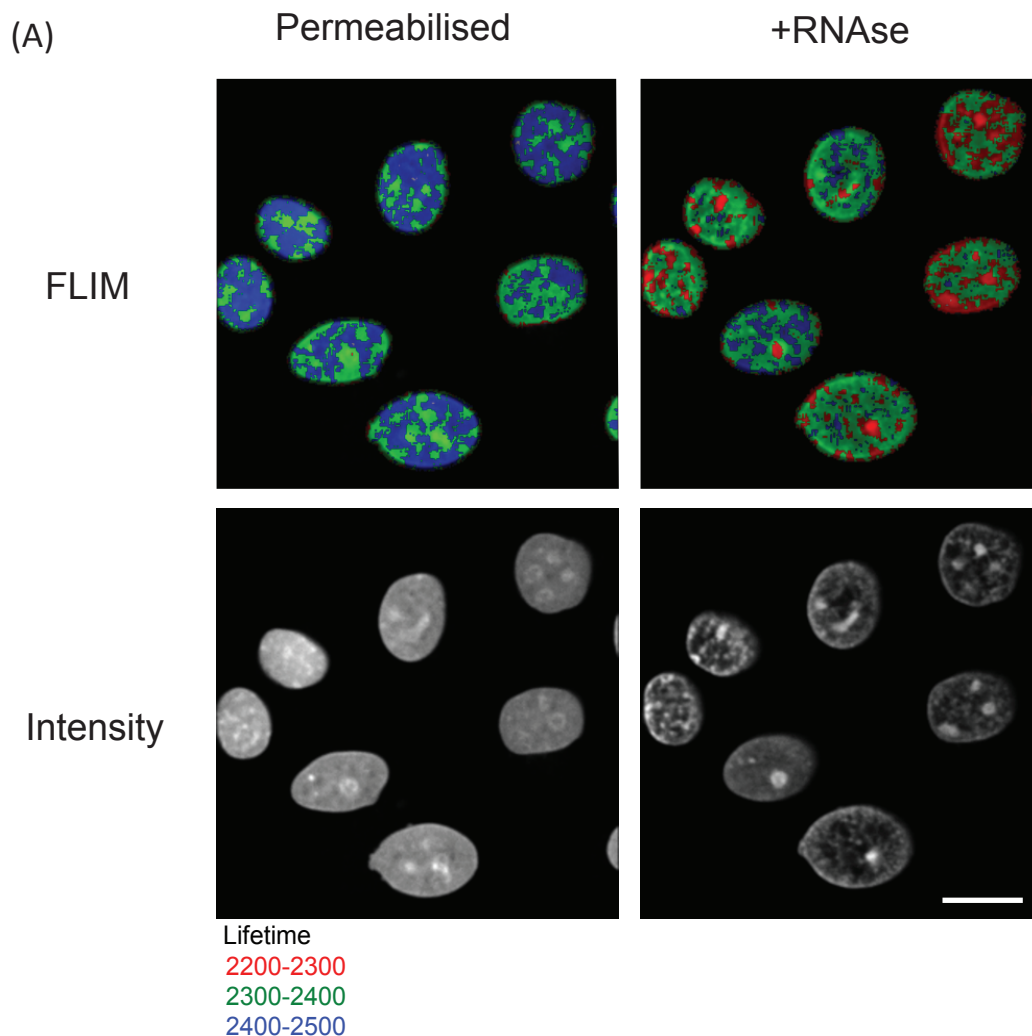 (A)
Permeabilised
+RNAse
FLIM
Intensity
Lifetime
2200-2300
2300-2400
2400-2500